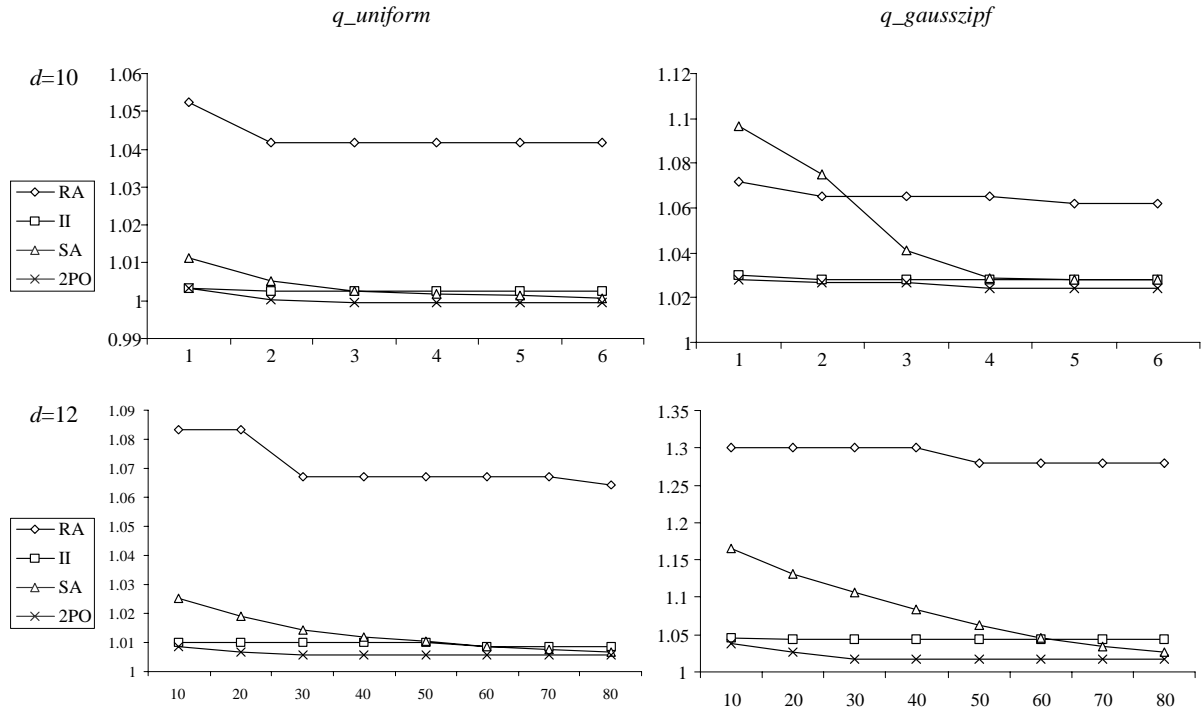 q_uniform
q_gausszipf
d=10
1.06
1.05
1.04
1.03
1.02
1.01
1
0.99
1 2 3 4 5 6
1.12
1.1
1.08
1.06
1.04
1.02
1
1 2 3 4 5 6
RA
II
SA
2PO
d=12
1.09
1.08
1.07
1.06
1.05
1.04
1.03
1.02
1.01
1
10 20 30 40 50 60 70 80
1.35
1.3
1.25
1.2
1.15
1.1
1.05
1
10 20 30 40 50 60 70 80
RA
II
SA
2PO